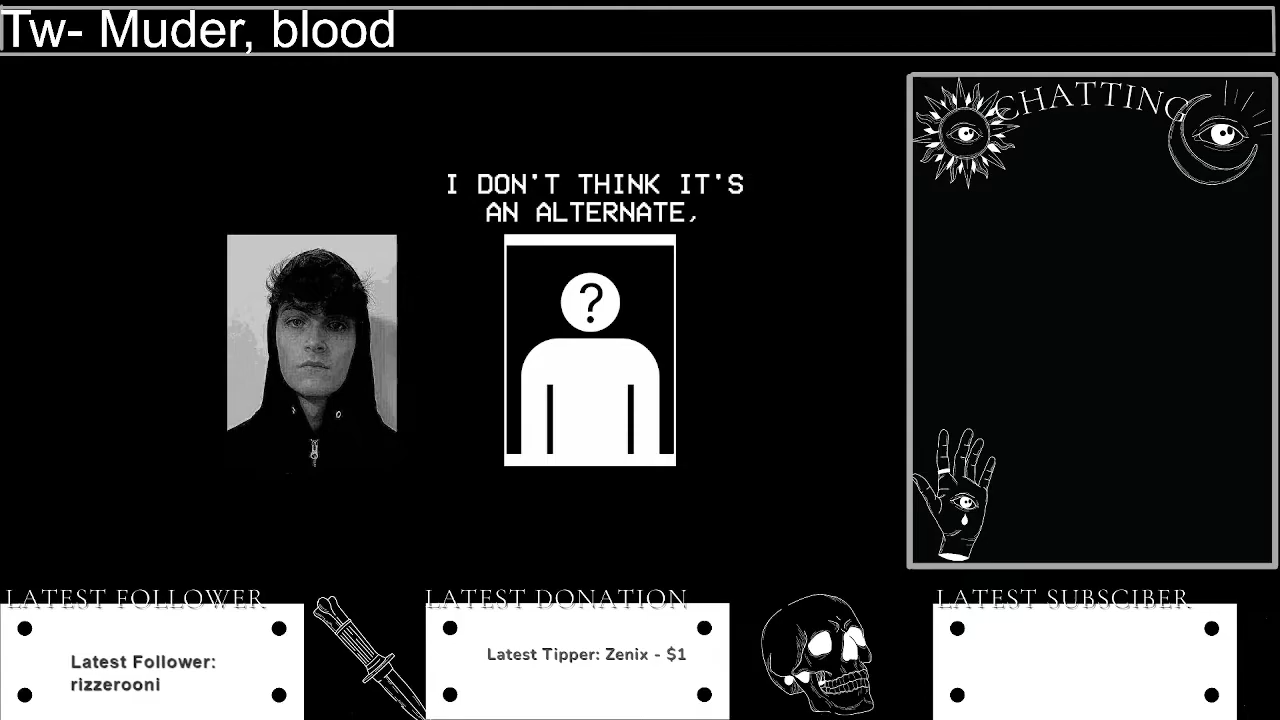 Tw- Muder, blood
CHATTING
I DON'T THINK IT'S
AN ALTERNATE,
?
LATEST FOLLOWER
Latest Follower:
rizzerooni
LATEST DONATION
Latest Tipper: Zenix - $1
LATEST SUBSCIBER